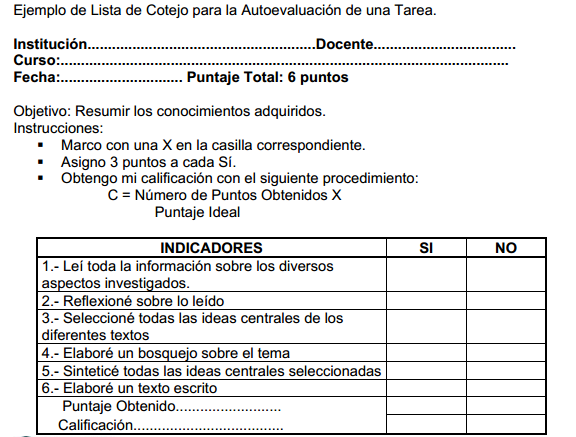 Ejemplo de Lista de Cotejo para la Autoevaluación de una Tarea.
Institución.......................................................Docente...................................
Curso:.............................................................................................................
Fecha:.............................. Puntaje Total: 6 puntos
Objetivo: Resumir los conocimientos adquiridos.
Instrucciones:
▪ Marco con una X en la casilla correspondiente.
▪ Asigno 3 puntos a cada Sí.
▪ Obtengo mi calificación con el siguiente procedimiento:
C = Número de Puntos Obtenidos X
Puntaje Ideal
INDICADORES SI NO
1.- Leí toda la información sobre los diversos
aspectos investigados.
2.- Reflexioné sobre lo leído
3.- Seleccioné todas las ideas centrales de los
diferentes textos
4.- Elaboré un bosquejo sobre el tema
5.- Sinteticé todas las ideas centrales seleccionadas
6.- Elaboré un texto escrito
Puntaje Obtenido..........................
Calificación.....................................